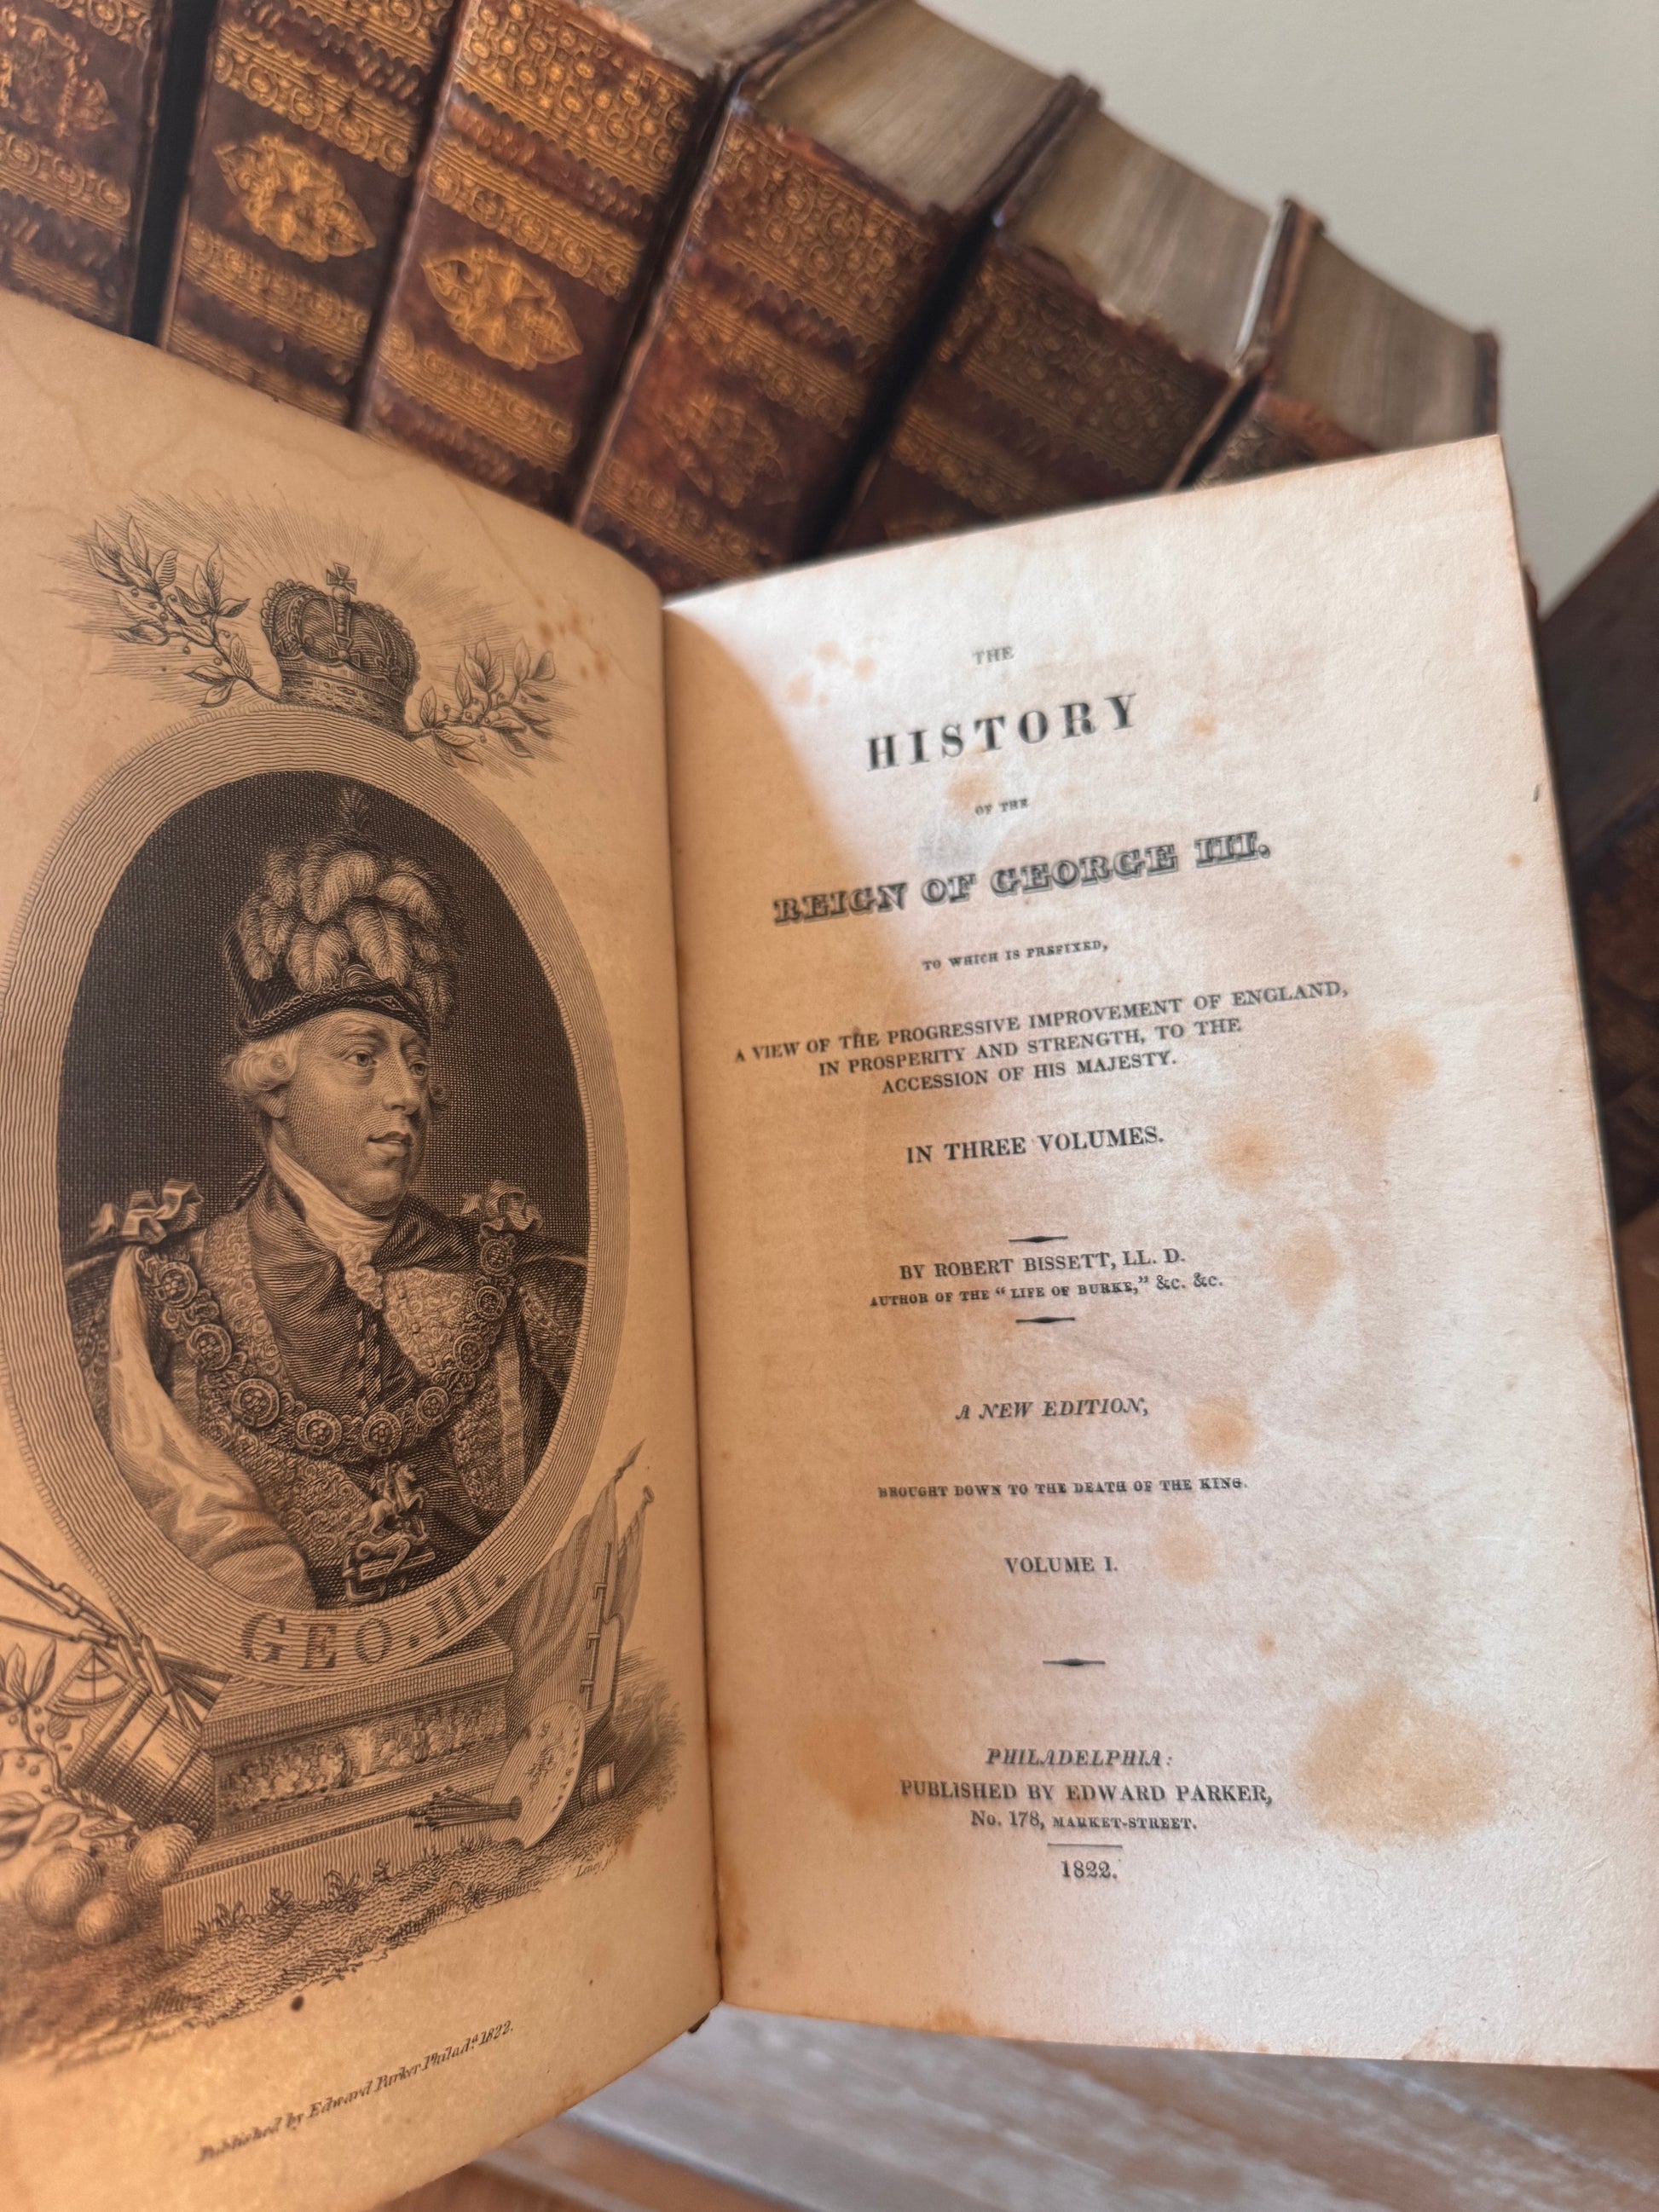 GEO. III.
Leney
Published by Edward Parker Philad.ª 1822.
THE
HISTORY
OF THE
REIGN OF GEORGE III.
TO WHICH IS PREFIXED,
A VIEW OF THE PROGRESSIVE IMPROVEMENT OF ENGLAND,
IN PROSPERITY AND STRENGTH, TO THE
ACCESSION OF HIS MAJESTY.
IN THREE VOLUMES.
BY ROBERT BISSETT, LL. D.
AUTHOR OF THE “ LIFE OF BURKE,” &c. &c.
A NEW EDITION,
BROUGHT DOWN TO THE DEATH OF THE KING.
VOLUME I.
PHILADELPHIA:
PUBLISHED BY EDWARD PARKER,
No. 178, MARKET-STREET.
1822.